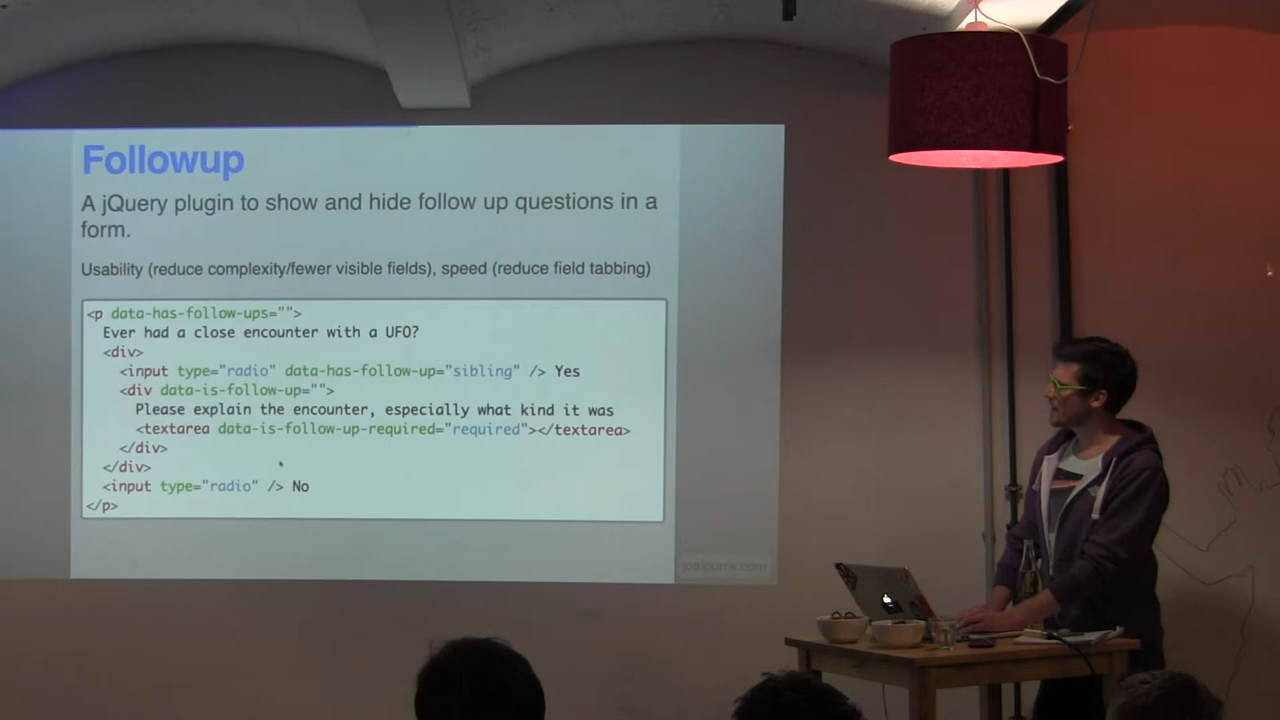 Followup
A jQuery plugin to show and hide follow up questions in a
form.
Usability (reduce complexity/fewer visible fields), speed (reduce field tabbing)
<p data-has-follow-ups="">
Ever had a close encounter with a UFO?
<div>
<input type="radio" data-has-follow-up="sibling" /> Yes
<div data-is-follow-up="">
Please explain the encounter, especially what kind it was
<textarea data-is-follow-up-required="required"></textarea>
</div>
</div>
<input type="radio" /> No
</p>
joelpurra.com